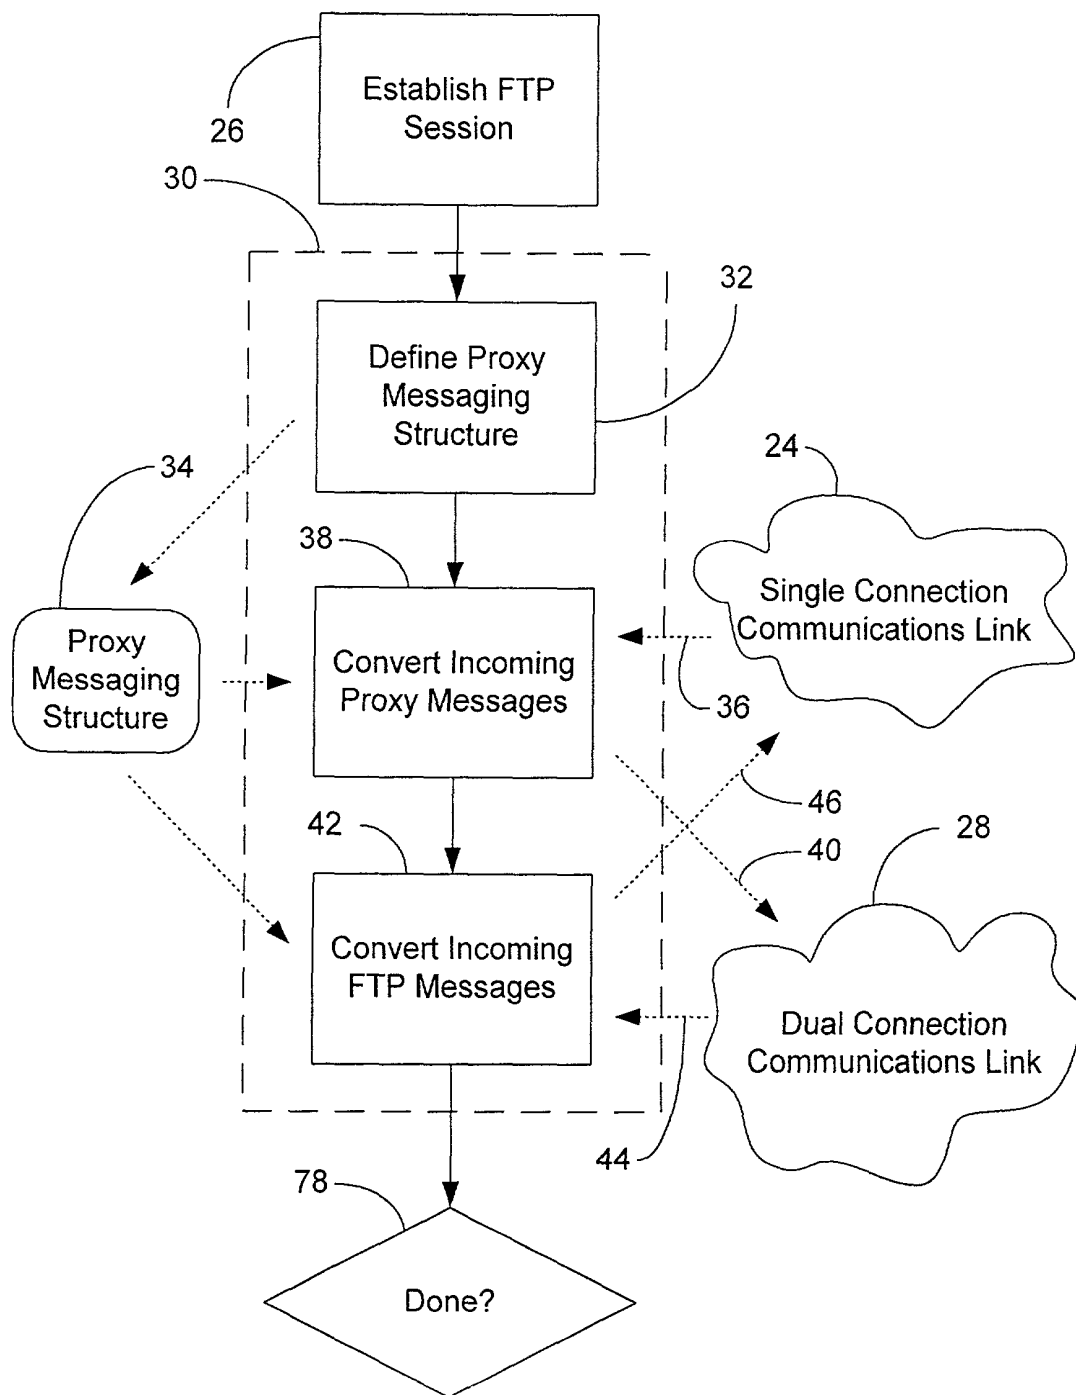 Establish FTP
Session
26
30
32
Define Proxy
Messaging
Structure
24
34
38
Single Connection
Communications Link
Proxy
Messaging
Structure
Convert Incoming
Proxy Messages
36
46
42
28
40
Convert Incoming
FTP Messages
Dual Connection
Communications Link
44
78
Done?